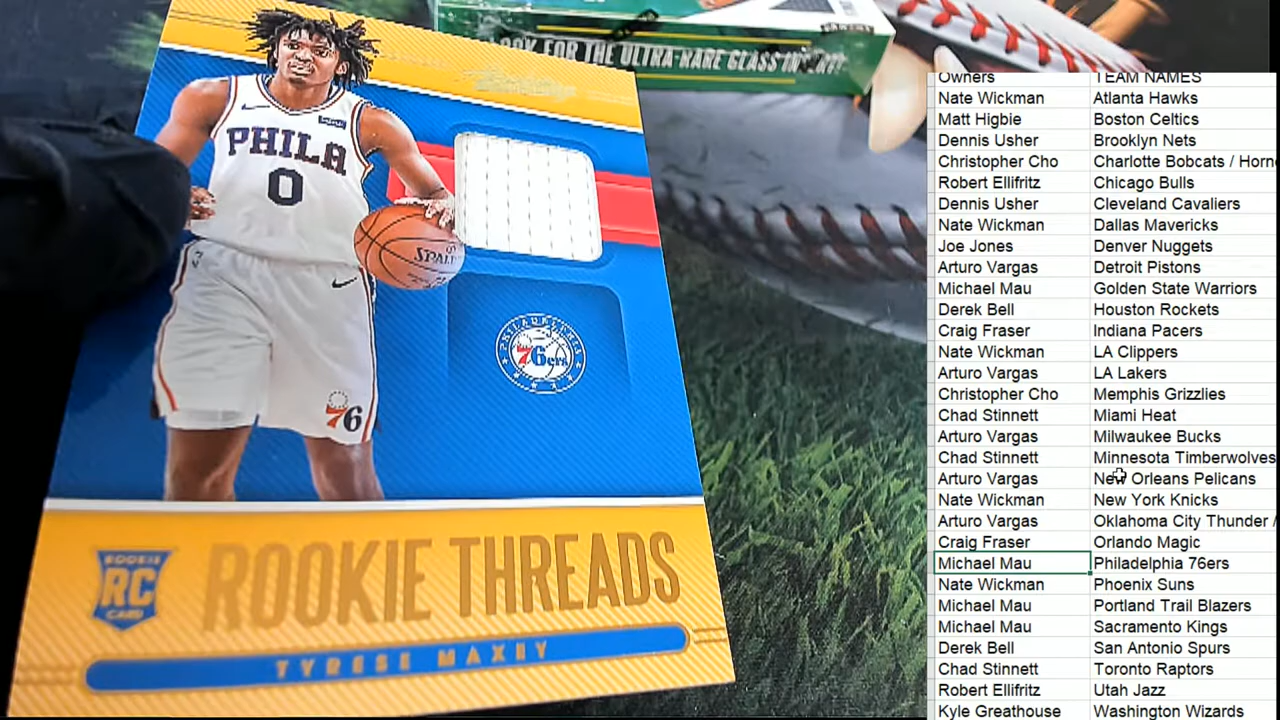 FOR THE ULTRA-RARE GLASS
PHILA
0
SPALD
PHILADELPHIA
76ers
76
ROOKIE
RC
CARD
ROOKIE THREADS
TYRESE MAXEY
Owners TEAM NAMES
Nate Wickman Atlanta Hawks
Matt Higbie Boston Celtics
Dennis Usher Brooklyn Nets
Christopher Cho Charlotte Bobcats / Horn
Robert Ellifritz Chicago Bulls
Dennis Usher Cleveland Cavaliers
Nate Wickman Dallas Mavericks
Joe Jones Denver Nuggets
Arturo Vargas Detroit Pistons
Michael Mau Golden State Warriors
Derek Bell Houston Rockets
Craig Fraser Indiana Pacers
Nate Wickman LA Clippers
Arturo Vargas LA Lakers
Christopher Cho Memphis Grizzlies
Chad Stinnett Miami Heat
Arturo Vargas Milwaukee Bucks
Chad Stinnett Minnesota Timberwolves
Arturo Vargas New Orleans Pelicans
Nate Wickman New York Knicks
Arturo Vargas Oklahoma City Thunder /
Craig Fraser Orlando Magic
Michael Mau Philadelphia 76ers
Nate Wickman Phoenix Suns
Michael Mau Portland Trail Blazers
Michael Mau Sacramento Kings
Derek Bell San Antonio Spurs
Chad Stinnett Toronto Raptors
Robert Ellifritz Utah Jazz
Kyle Greathouse Washington Wizards